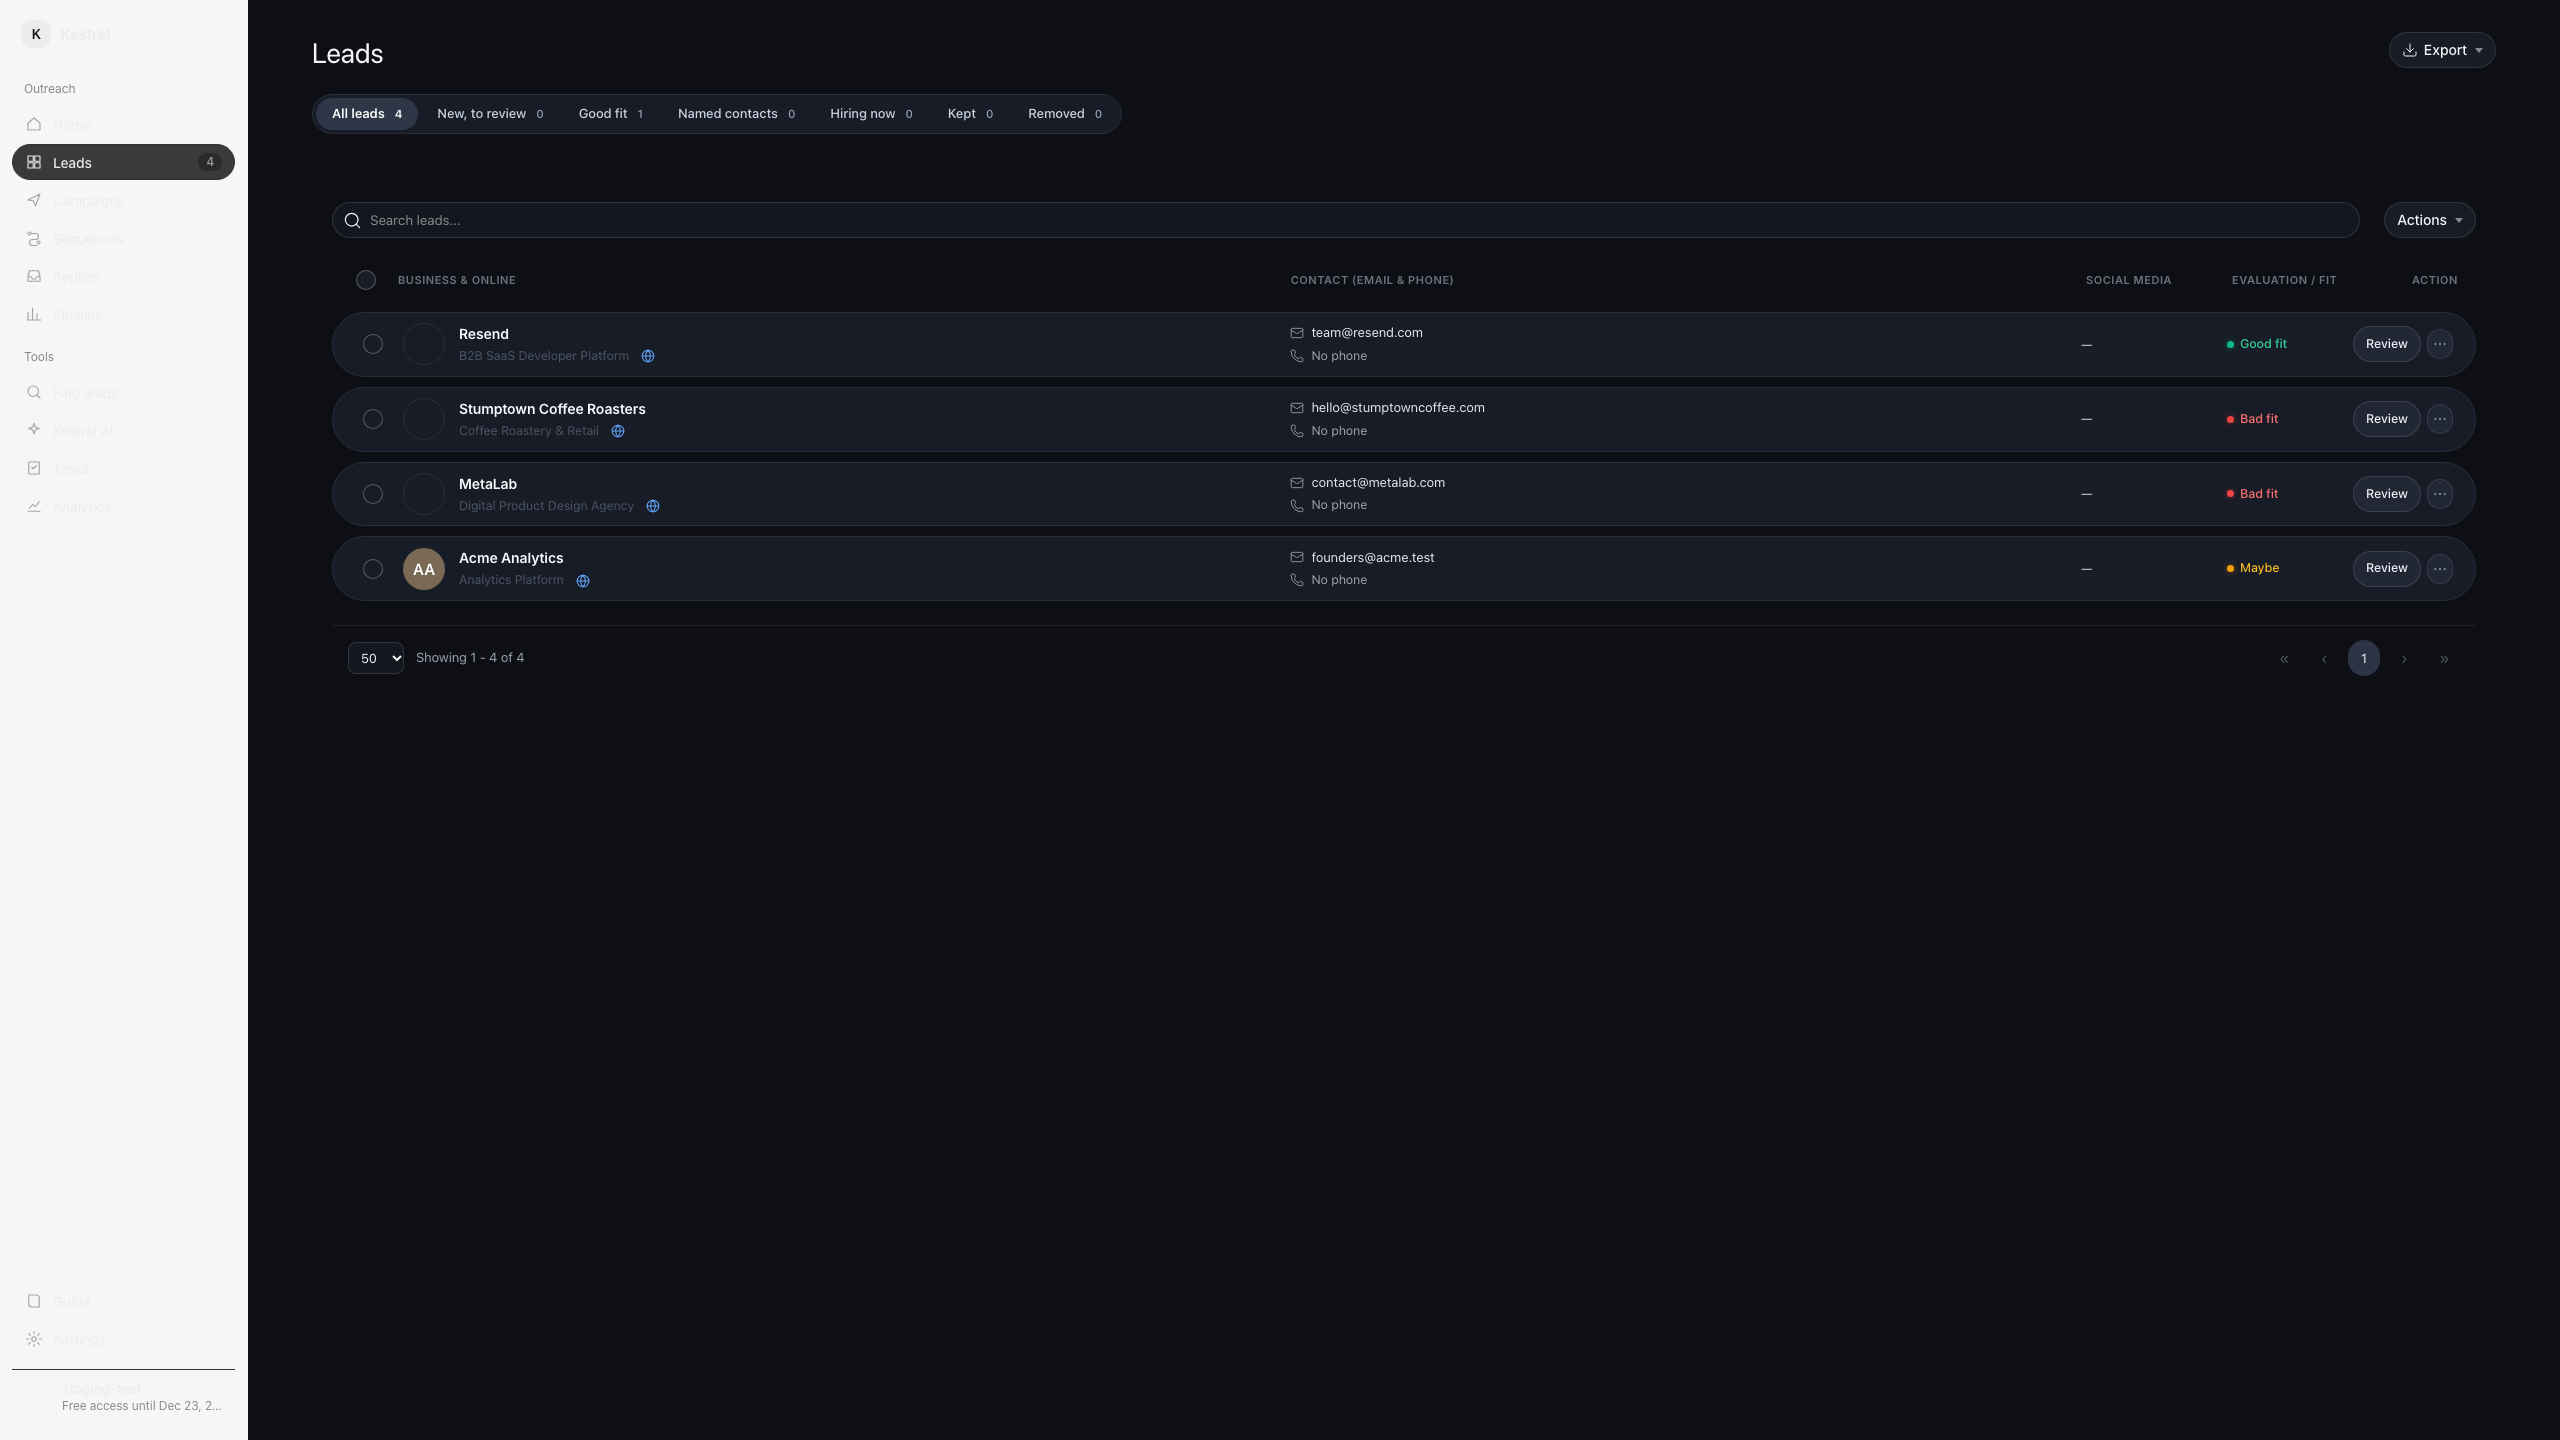 K Kestrel
Outreach
Home
Leads 4
Campaigns
Sequences
Replies
Pipeline
Tools
Find leads
Kestrel AI
Tasks
Analytics
Guide
Settings
staging-test
Free access until Dec 23, 2...
Leads
Export
All leads 4 New, to review 0 Good fit 1 Named contacts 0 Hiring now 0 Kept 0 Removed 0
Search leads...
Actions
BUSINESS & ONLINE CONTACT (EMAIL & PHONE) SOCIAL MEDIA EVALUATION / FIT ACTION
Resend
B2B SaaS Developer Platform
team@resend.com
No phone
—
Good fit
Review
Stumptown Coffee Roasters
Coffee Roastery & Retail
hello@stumptowncoffee.com
No phone
—
Bad fit
Review
MetaLab
Digital Product Design Agency
contact@metalab.com
No phone
—
Bad fit
Review
AA
Acme Analytics
Analytics Platform
founders@acme.test
No phone
—
Maybe
Review
50 Showing 1 - 4 of 4
« ‹ 1 › »